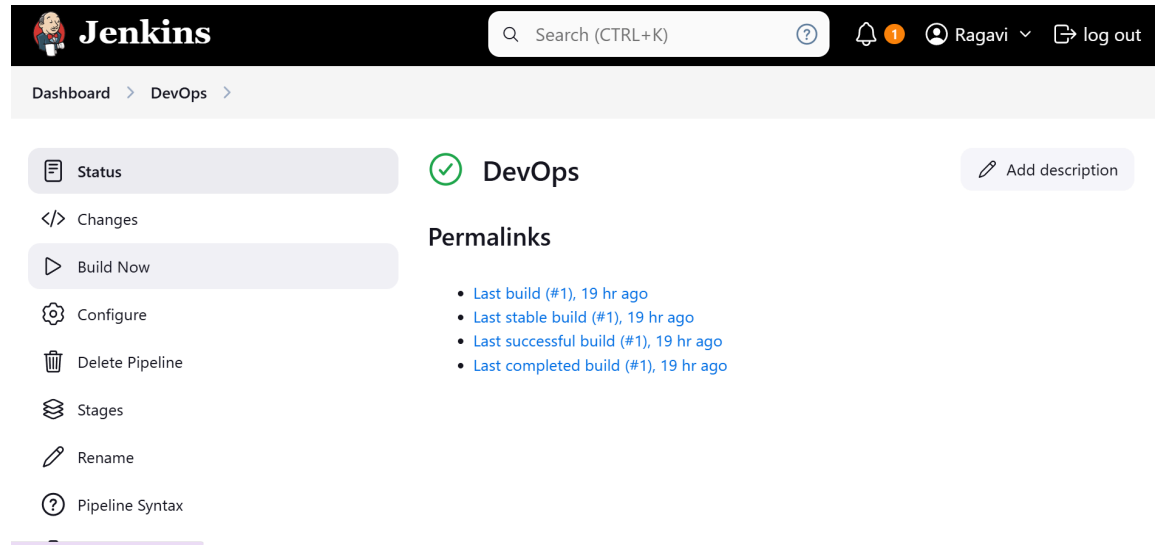 Jenkins
Search (CTRL+K)
?
1
Ragavi
log out
Dashboard > DevOps >
Status
Changes
Build Now
Configure
Delete Pipeline
Stages
Rename
Pipeline Syntax
DevOps
Add description
Permalinks
Last build (#1), 19 hr ago
Last stable build (#1), 19 hr ago
Last successful build (#1), 19 hr ago
Last completed build (#1), 19 hr ago